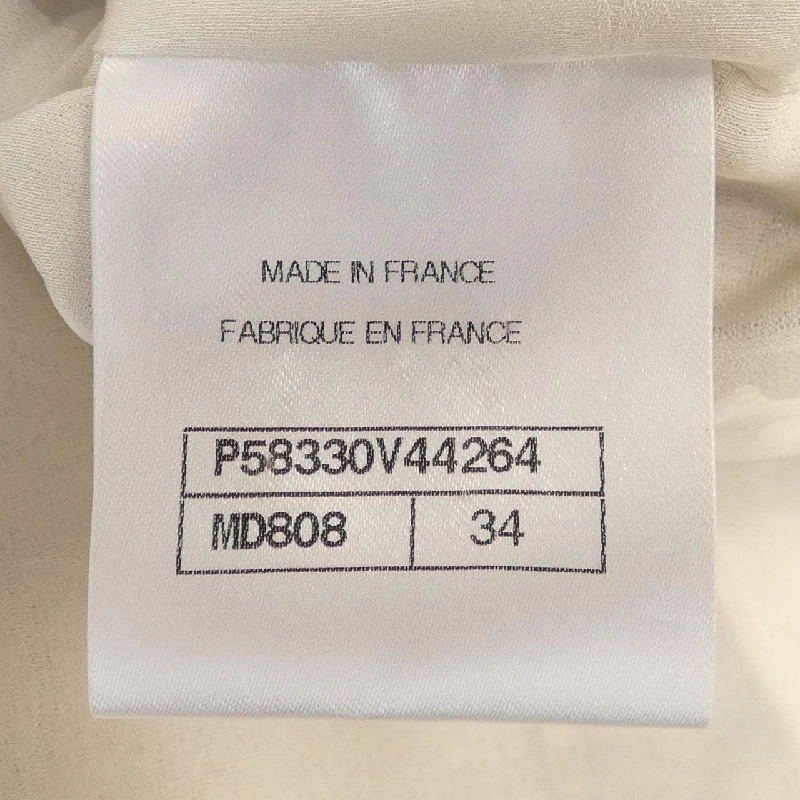 MADE IN FRANCE
FABRIQUE EN FRANCE
P58330V44264
MD808 34